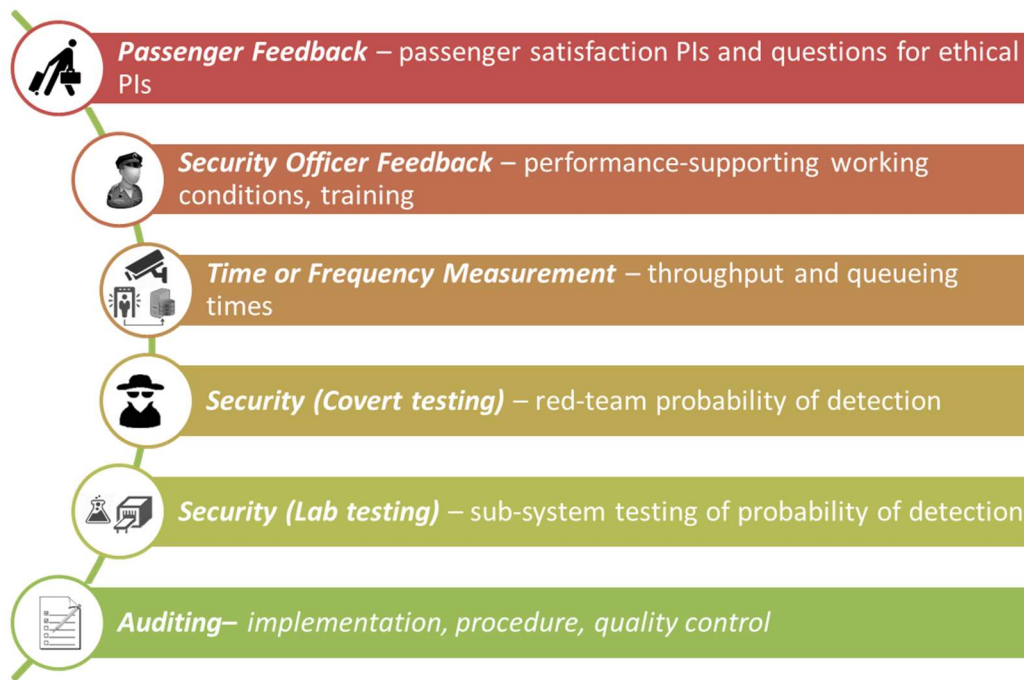 Passenger Feedback – passenger satisfaction PIs and questions for ethical
PIs
Security Officer Feedback – performance-supporting working
conditions, training
Time or Frequency Measurement – throughput and queueing
times
Security (Covert testing) – red-team probability of detection
Security (Lab testing) – sub-system testing of probability of detection
Auditing– implementation, procedure, quality control